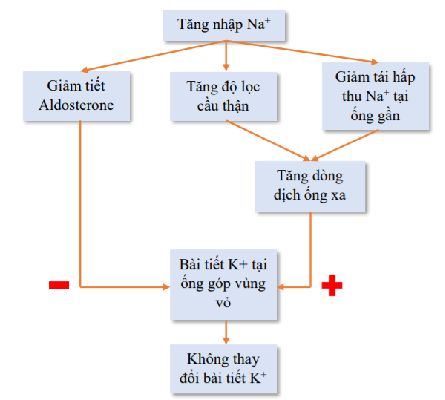 Tăng nhập Na⁺
Giảm tiết
Aldosterone
Tăng độ lọc
cầu thận
Giảm tái hấp
thu Na⁺ tại
ống gần
Tăng dòng
dịch ống xa
Bài tiết K+ tại
ống góp vùng
vỏ
Không thay
đổi bài tiết K⁺